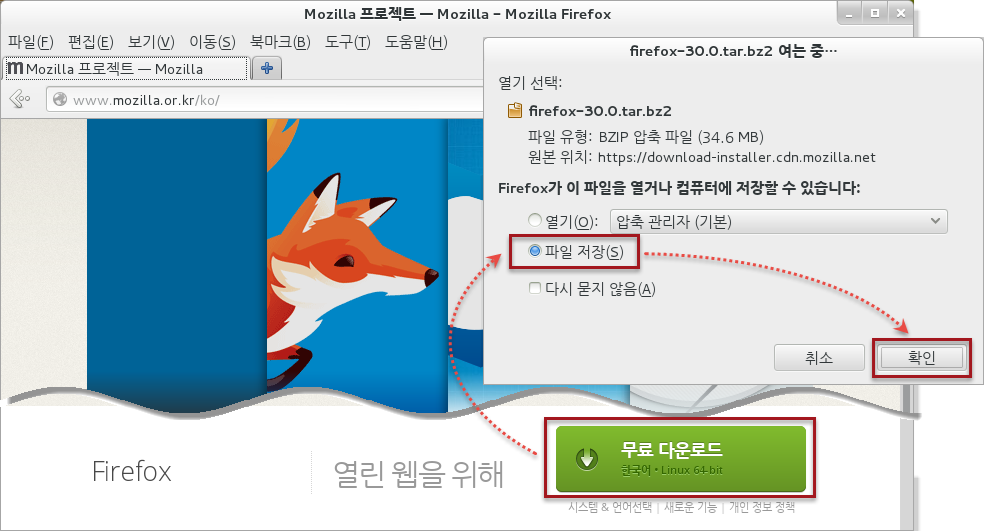 Mozilla 프로젝트 — Mozilla - Mozilla Firefox
파일(F) 편집(E) 보기(V) 이동(S) 북마크(B) 도구(T) 도움말(H)
m Mozilla 프로젝트 — Mozilla
www.mozilla.or.kr/ko/
firefox-30.0.tar.bz2 여는 중…
열기 선택:
firefox-30.0.tar.bz2
파일 유형: BZIP 압축 파일 (34.6 MB)
원본 위치: https://download-installer.cdn.mozilla.net
Firefox가 이 파일을 열거나 컴퓨터에 저장할 수 있습니다:
열기(O): 압축 관리자 (기본)
파일 저장(S)
다시 묻지 않음(A)
취소 확인
Firefox
열린 웹을 위해
무료 다운로드
한국어 • Linux 64-bit
시스템 & 언어선택 | 새로운 기능 | 개인 정보 정책